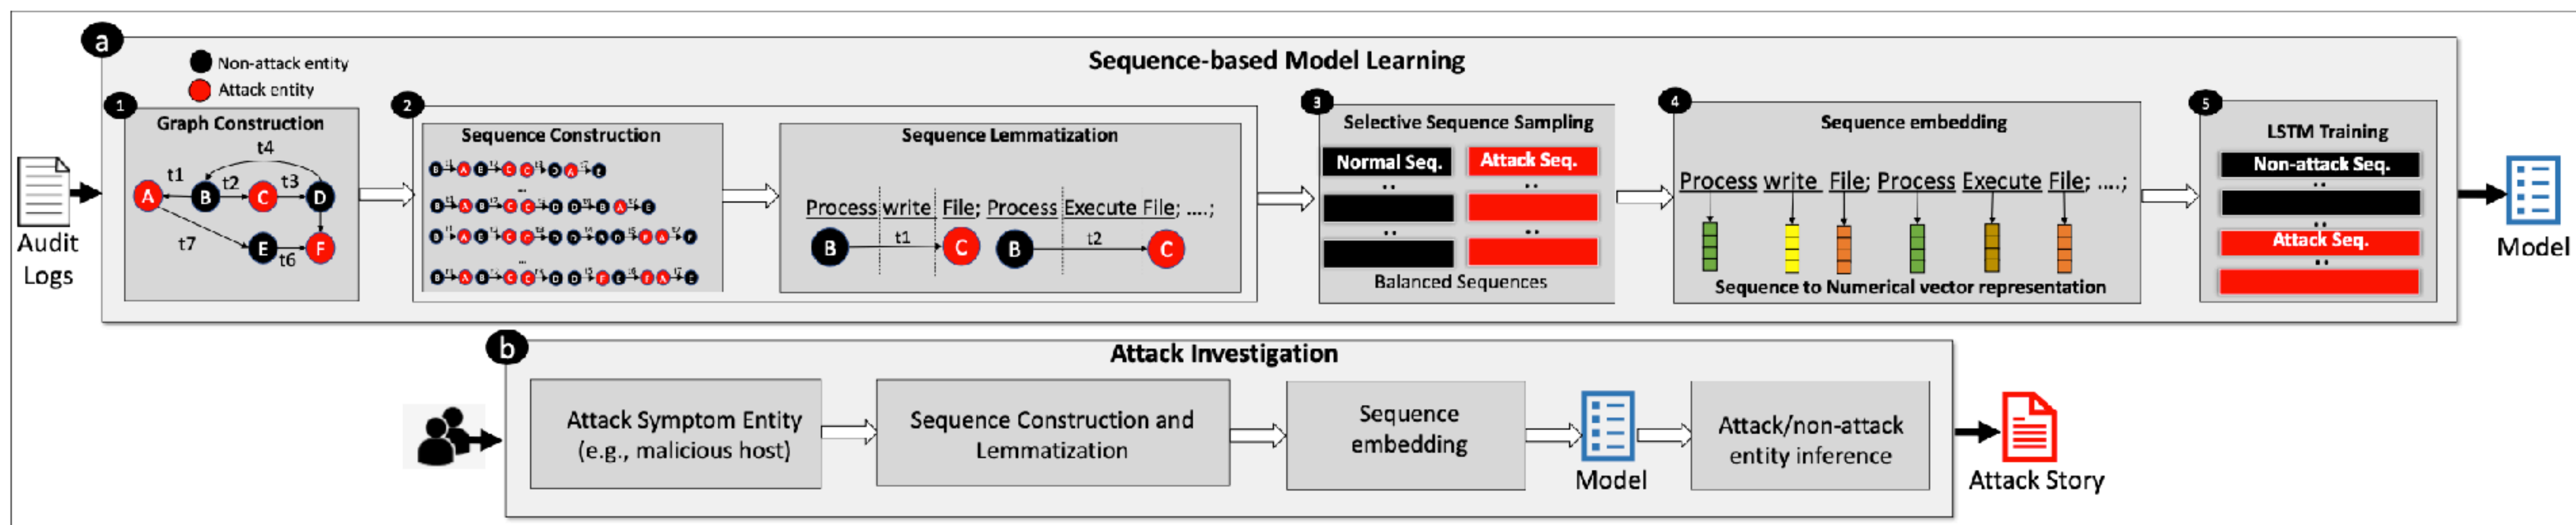 a
Sequence-based Model Learning
Non-attack entity
Attack entity
Audit
Logs
1
Graph Construction
t4
t1
t2
t3
A
B
C
D
t7
E
t6
F
2
Sequence Construction
...
...
Sequence Lemmatization
Process write File; Process Execute File; ....;
B
t1
C
B
t2
C
3
Selective Sequence Sampling
Normal Seq.
Attack Seq.
..
..
..
..
Balanced Sequences
4
Sequence embedding
Process write File; Process Execute File; ....;
Sequence to Numerical vector representation
5
LSTM Training
Non-attack Seq.
..
..
Attack Seq.
..
Model
b
Attack Investigation
Attack Symptom Entity
(e.g., malicious host)
Sequence Construction and
Lemmatization
Sequence
embedding
Model
Attack/non-attack
entity inference
Attack Story